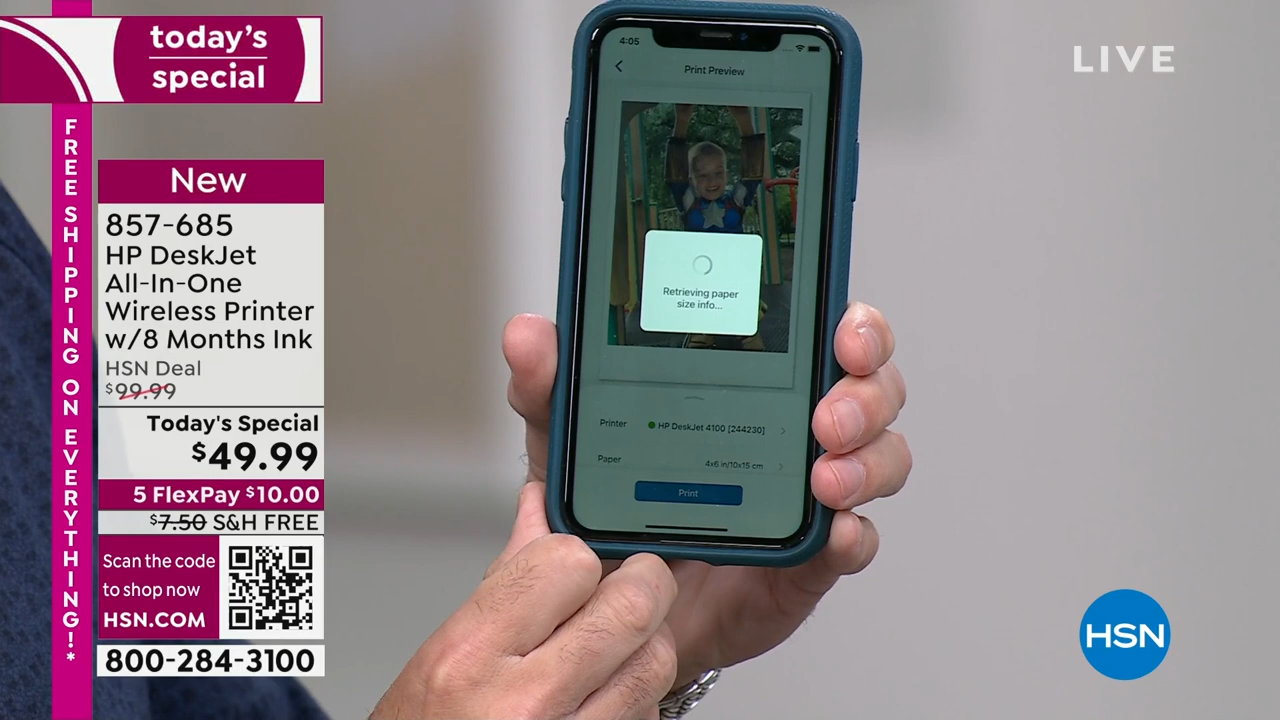 today's
special
FREE SHIPPING ON EVERYTHING!*
New
857-685
HP DeskJet
All-In-One
Wireless Printer
w/8 Months Ink
HSN Deal
$99.99
Today's Special
$49.99
5 FlexPay $10.00
$7.50 S&H FREE
Scan the code
to shop now
HSN.COM
800-284-3100
4:05
Print Preview
Retrieving paper
size info...
Printer HP DeskJet 4100 [244230]
Paper 4x6 in/10x15 cm
Print
LIVE
HSN